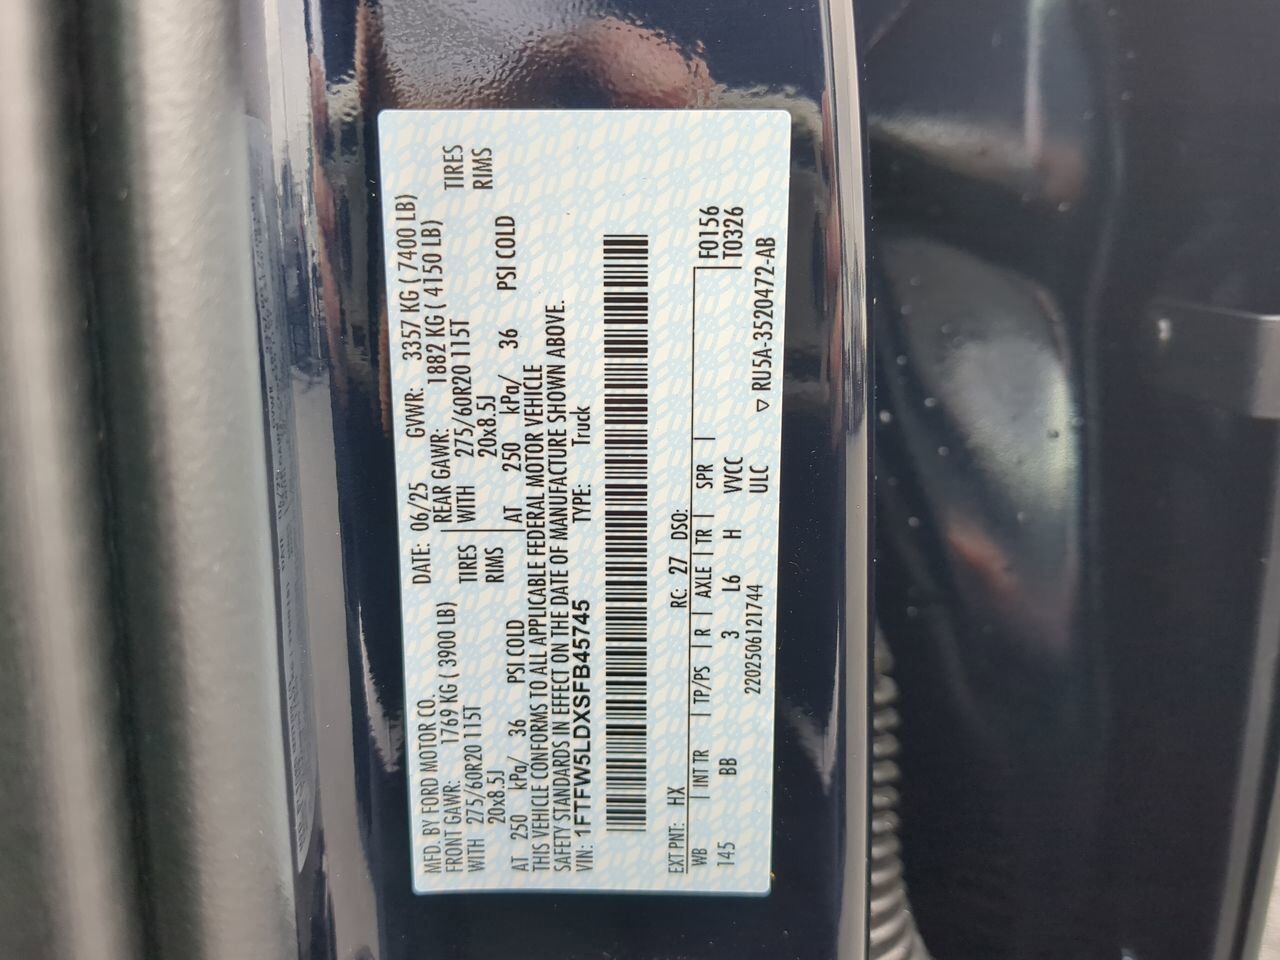 MFD. BY FORD MOTOR CO. DATE: 06/25 GVWR: 3357 KG ( 7400 LB)
FRONT GAWR: 1769 KG ( 3900 LB) REAR GAWR: 1882 KG ( 4150 LB)
WITH 275/60R20 115T TIRES WITH 275/60R20 115T TIRES
20x8.5J RIMS 20x8.5J RIMS
AT 250 kPa/ 36 PSI COLD AT 250 kPa/ 36 PSI COLD
THIS VEHICLE CONFORMS TO ALL APPLICABLE FEDERAL MOTOR VEHICLE
SAFETY STANDARDS IN EFFECT ON THE DATE OF MANUFACTURE SHOWN ABOVE.
VIN: 1FTFW5LDXSFB45745 TYPE: Truck
EXT PNT: HX RC: 27 DSO:
WB INT TR TP/PS R AXLE TR SPR F0156
145 BB 3 L6 H VVCC T0326
2202506121744 ULC ▽ RU5A-3520472-AB